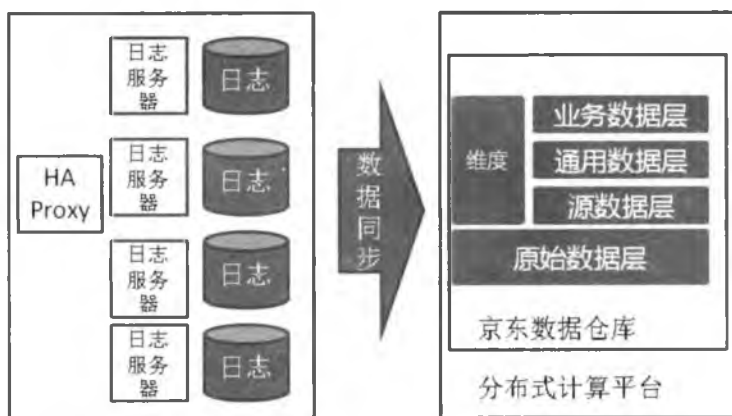 日志
服务
器
日志
日志
服务
器
日志
HA
Proxy
日志
服务
器
日志
日志
服务
器
日志
数
据
同
步
维度
业务数据层
通用数据层
源数据层
原始数据层
京东数据仓库
分布式计算平台